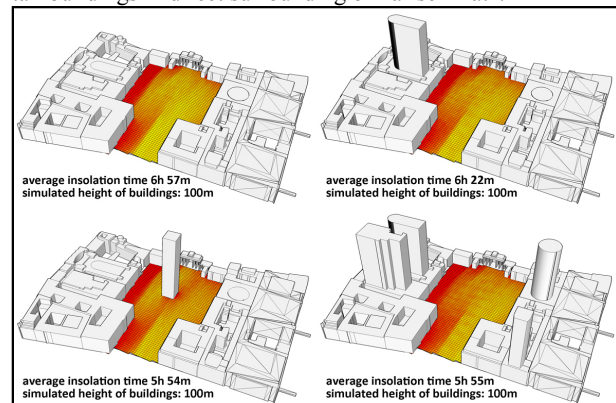 average insolation time 6h 57m
simulated height of buildings: 100m
average insolation time 6h 22m
simulated height of buildings: 100m
average insolation time 5h 54m
simulated height of buildings: 100m
average insolation time 5h 55m
simulated height of buildings: 100m